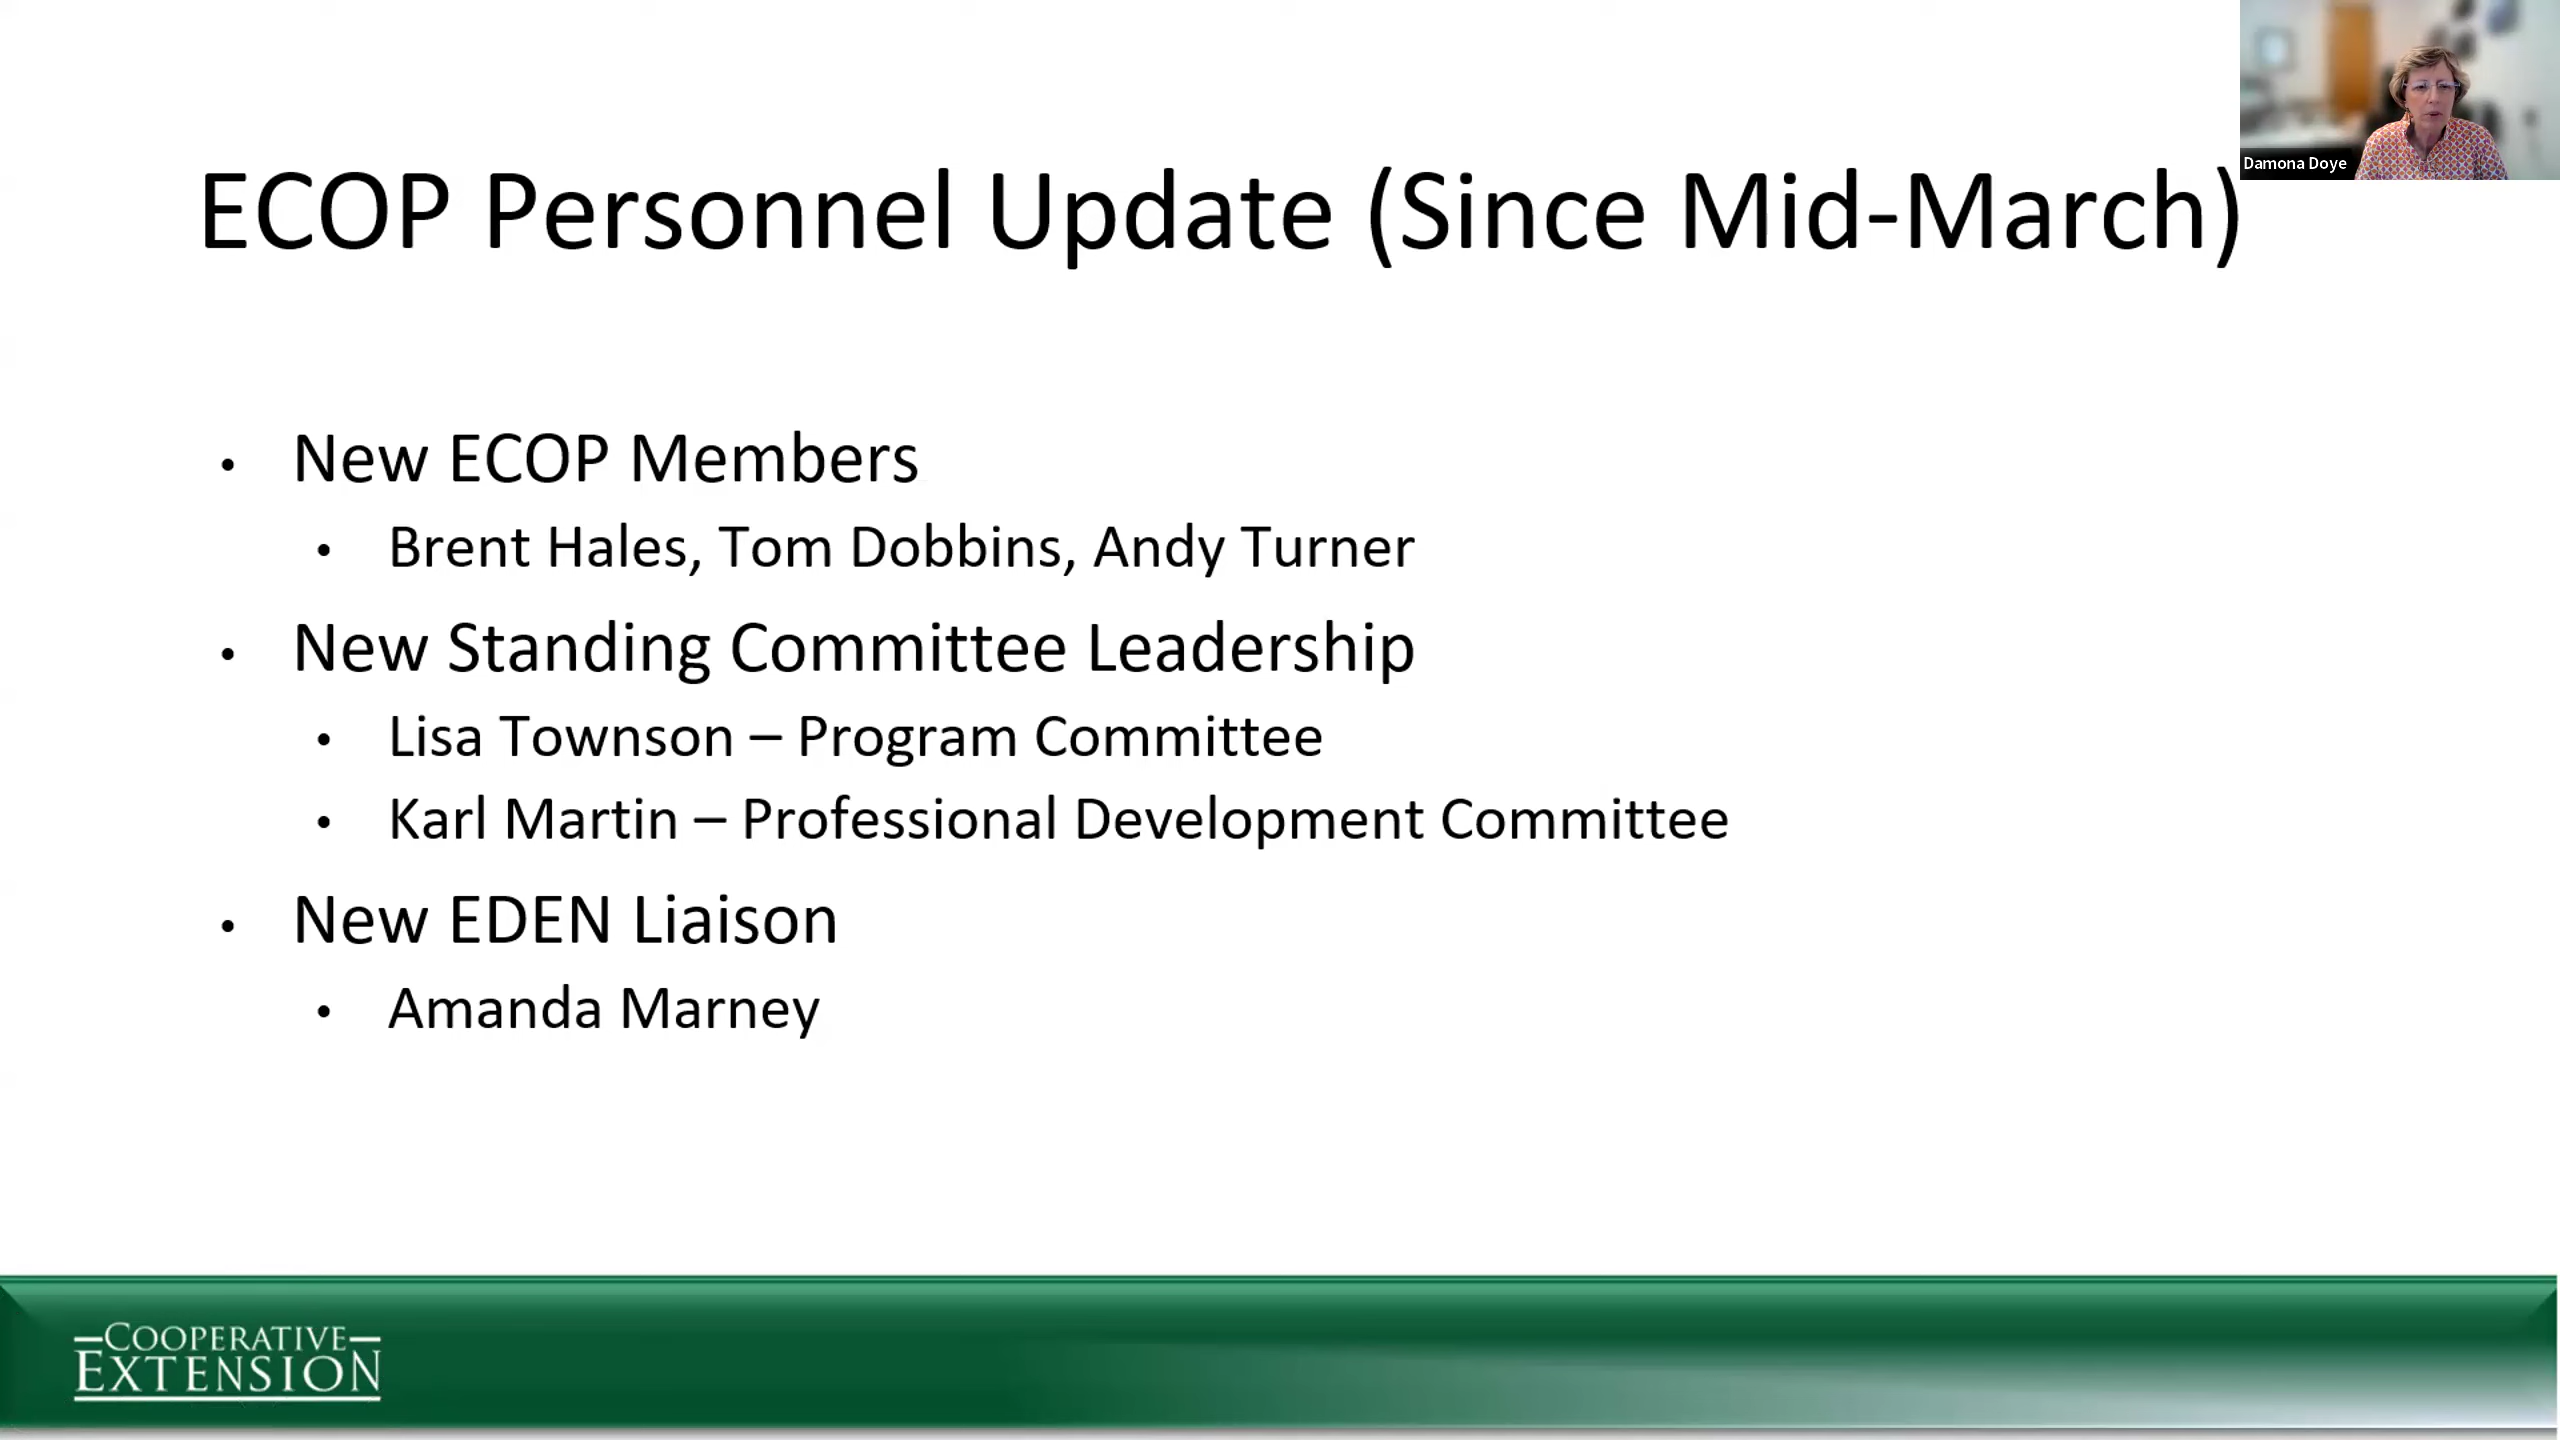 Damona Doye
ECOP Personnel Update (Since Mid-March)
• New ECOP Members
• Brent Hales, Tom Dobbins, Andy Turner
• New Standing Committee Leadership
• Lisa Townson – Program Committee
• Karl Martin – Professional Development Committee
• New EDEN Liaison
• Amanda Marney
COOPERATIVE
EXTENSION